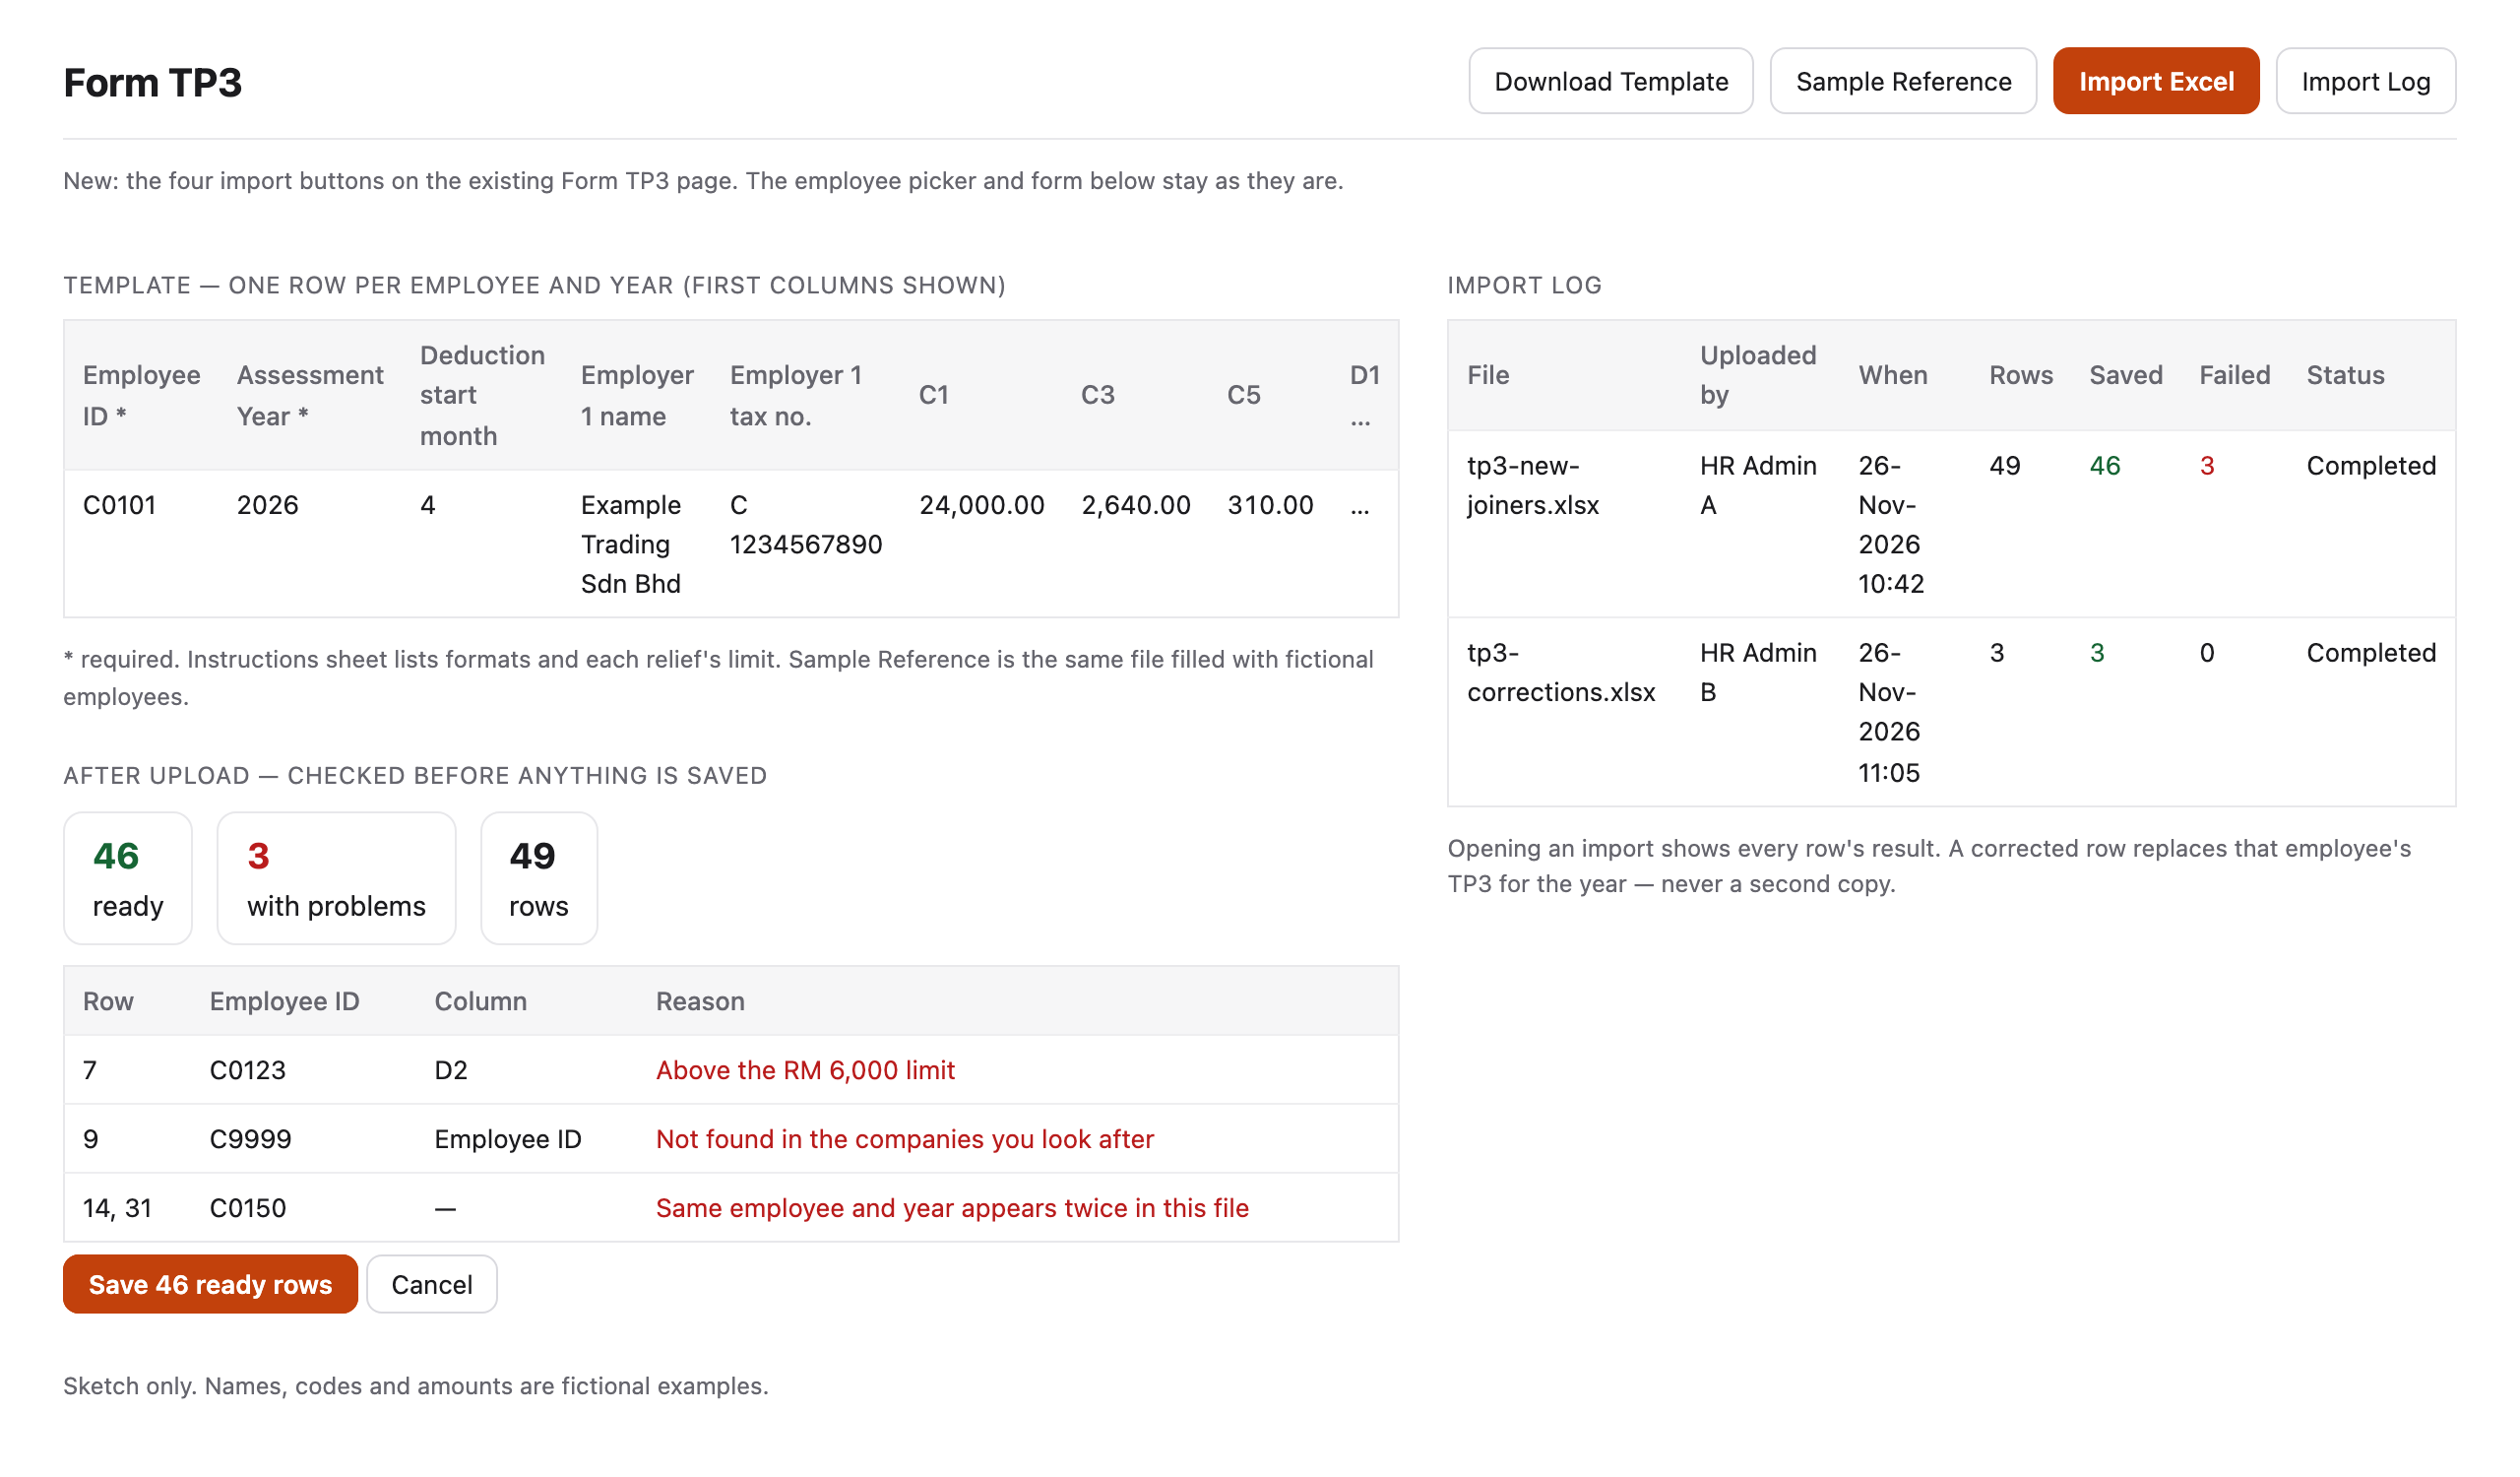 Form TP3
Download Template
Sample Reference
Import Excel
Import Log
New: the four import buttons on the existing Form TP3 page. The employee picker and form below stay as they are.
TEMPLATE — ONE ROW PER EMPLOYEE AND YEAR (FIRST COLUMNS SHOWN)
Employee ID *
Assessment Year *
Deduction start month
Employer 1 name
Employer 1 tax no.
C1
C3
C5
D1 ...
C0101
2026
4
Example Trading Sdn Bhd
C 1234567890
24,000.00
2,640.00
310.00
...
* required. Instructions sheet lists formats and each relief's limit. Sample Reference is the same file filled with fictional
employees.
AFTER UPLOAD — CHECKED BEFORE ANYTHING IS SAVED
46
ready
3
with problems
49
rows
Row Employee ID Column Reason
7 C0123 D2 Above the RM 6,000 limit
9 C9999 Employee ID Not found in the companies you look after
14, 31 C0150 — Same employee and year appears twice in this file
Save 46 ready rows
Cancel
IMPORT LOG
File
Uploaded by
When
Rows
Saved
Failed
Status
tp3-new-joiners.xlsx
HR Admin A
26-Nov-2026 10:42
49
46
3
Completed
tp3-corrections.xlsx
HR Admin B
26-Nov-2026 11:05
3
3
0
Completed
Opening an import shows every row's result. A corrected row replaces that employee's
TP3 for the year — never a second copy.
Sketch only. Names, codes and amounts are fictional examples.